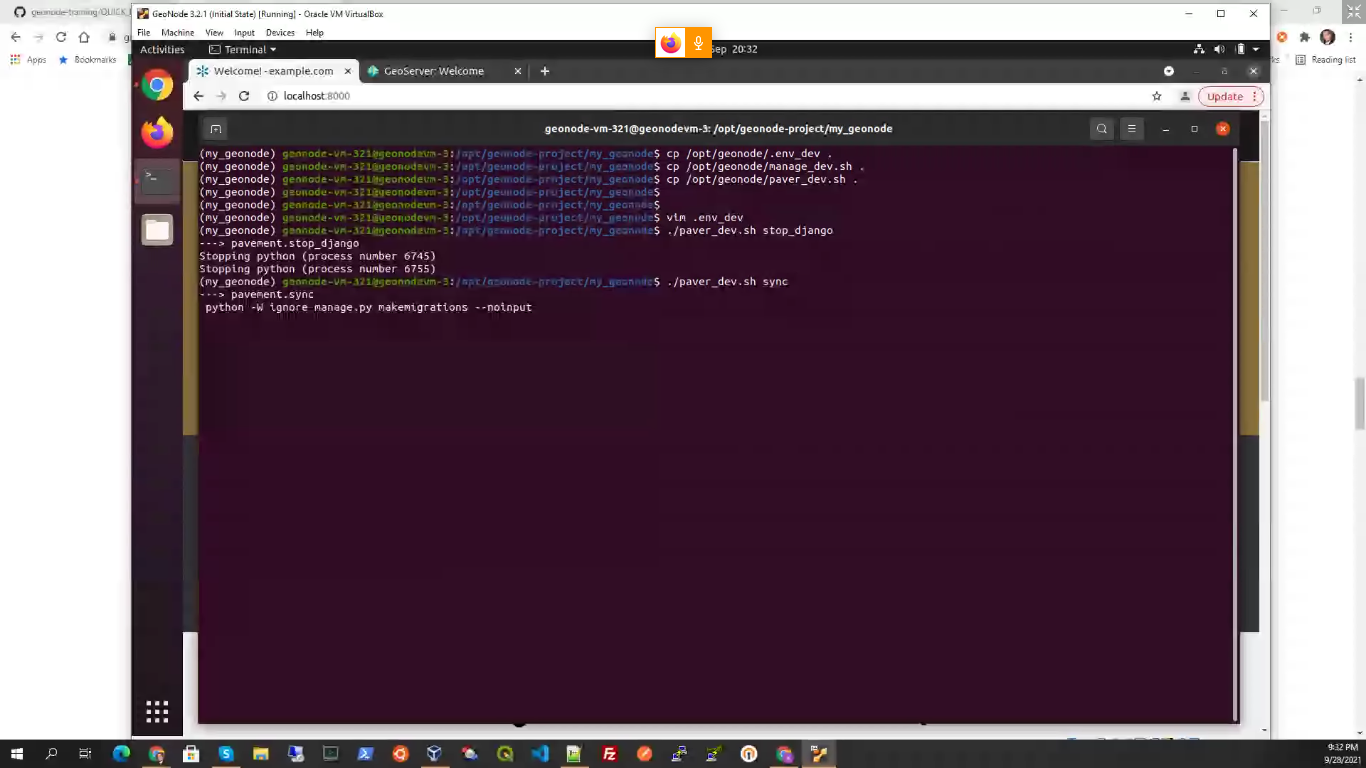 geonode-training/QUICK_
GeoNode 3.2.1 (Initial State) [Running] - Oracle VM VirtualBox
File Machine View Input Devices Help
Apps Bookmarks
Reading list
Activities Terminal Sep 20:32
Welcome! - example.com
GeoServer: Welcome
localhost:8000
Update
geonode-vm-321@geonodevm-3: /opt/geonode-project/my_geonode
(my_geonode) geonode-vm-321@geonodevm-3:/opt/geonode-project/my_geonode$ cp /opt/geonode/.env_dev .
(my_geonode) geonode-vm-321@geonodevm-3:/opt/geonode-project/my_geonode$ cp /opt/geonode/manage_dev.sh .
(my_geonode) geonode-vm-321@geonodevm-3:/opt/geonode-project/my_geonode$ cp /opt/geonode/paver_dev.sh .
(my_geonode) geonode-vm-321@geonodevm-3:/opt/geonode-project/my_geonode$
(my_geonode) geonode-vm-321@geonodevm-3:/opt/geonode-project/my_geonode$
(my_geonode) geonode-vm-321@geonodevm-3:/opt/geonode-project/my_geonode$ vim .env_dev
(my_geonode) geonode-vm-321@geonodevm-3:/opt/geonode-project/my_geonode$ ./paver_dev.sh stop_django
---> pavement.stop_django
Stopping python (process number 6745)
Stopping python (process number 6755)
(my_geonode) geonode-vm-321@geonodevm-3:/opt/geonode-project/my_geonode$ ./paver_dev.sh sync
---> pavement.sync
python -W ignore manage.py makemigrations --noinput
9:32 PM
9/28/2021